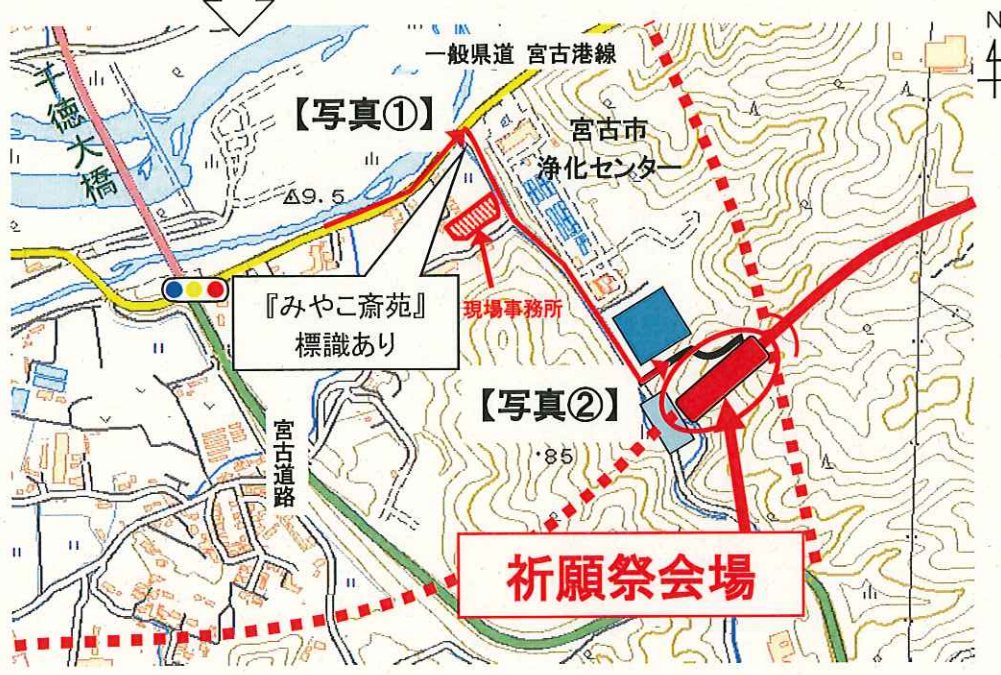 N
一般県道 宮古港線
千徳大橋
【写真①】
宮古市
浄化センター
9.5
『みやこ斎苑』
標識あり
現場事務所
【写真②】
宮古道路
・85
祈願祭会場